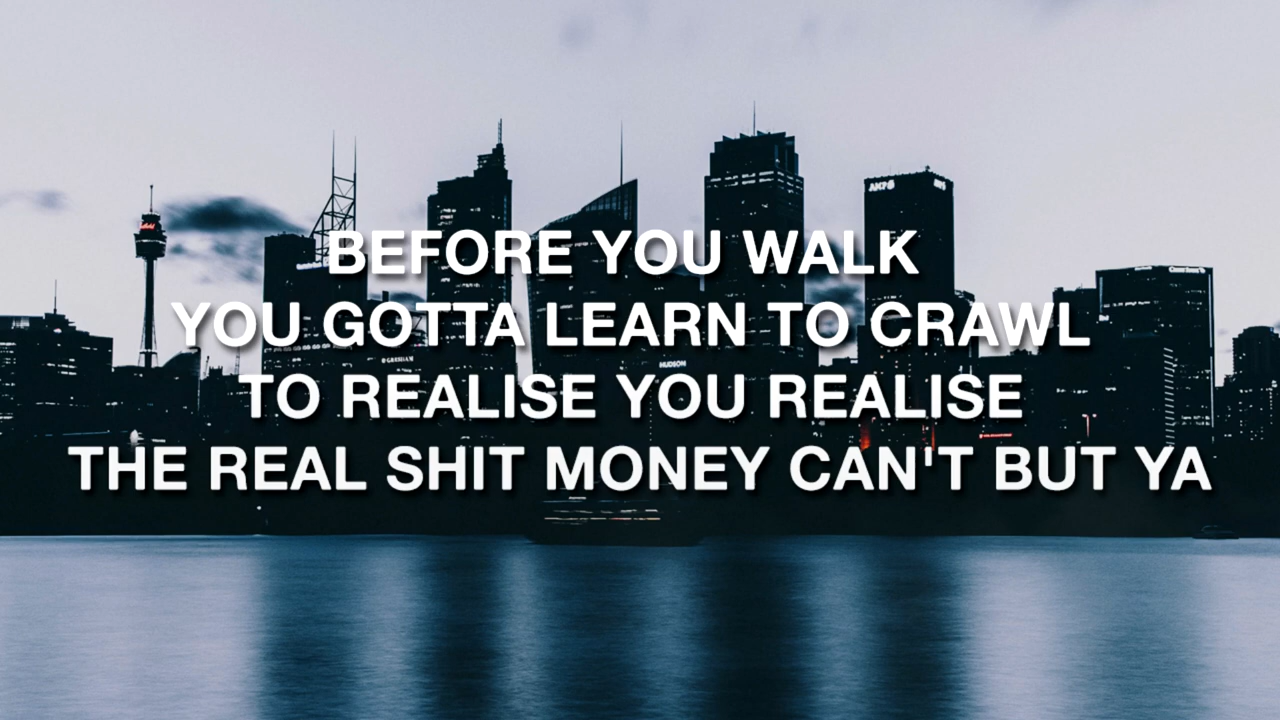 BEFORE YOU WALK
YOU GOTTA LEARN TO CRAWL
TO REALISE YOU REALISE
THE REAL SHIT MONEY CAN'T BUT YA
HUDSON